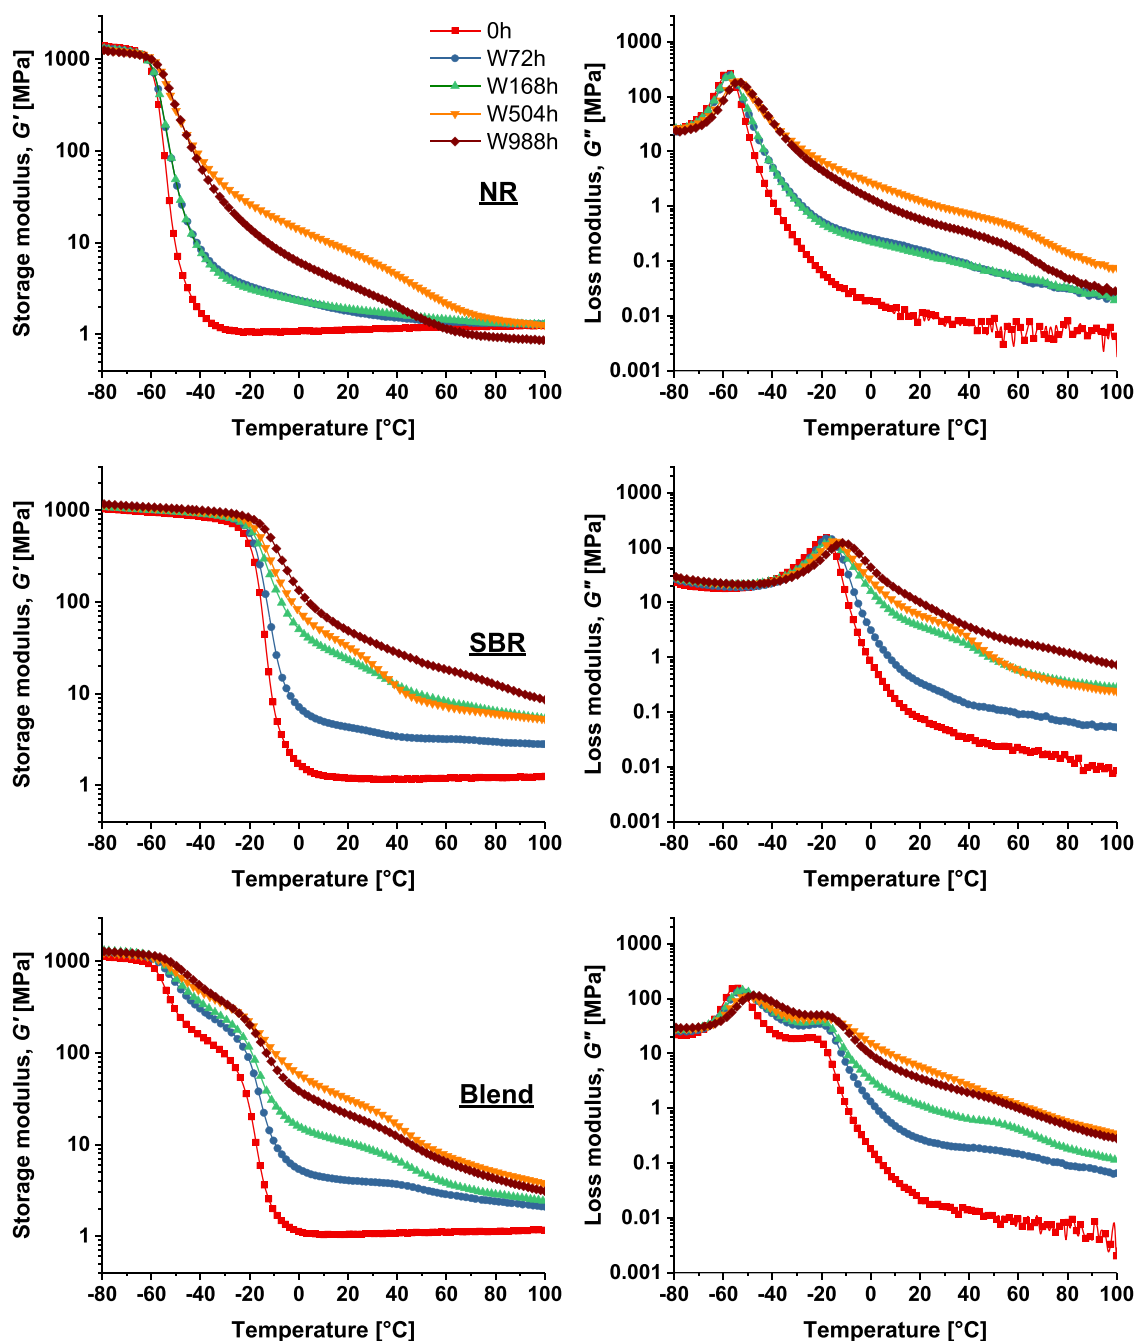 0h
W72h
W168h
W504h
W988h
NR
Storage modulus, G' [MPa]
1000
100
10
1
-80 -60 -40 -20 0 20 40 60 80 100
Temperature [°C]
Loss modulus, G″ [MPa]
1000
100
10
1
0.1
0.01
0.001
-80 -60 -40 -20 0 20 40 60 80 100
Temperature [°C]
SBR
Storage modulus, G' [MPa]
1000
100
10
1
-80 -60 -40 -20 0 20 40 60 80 100
Temperature [°C]
Loss modulus, G″ [MPa]
1000
100
10
1
0.1
0.01
0.001
-80 -60 -40 -20 0 20 40 60 80 100
Temperature [°C]
Blend
Storage modulus, G' [MPa]
1000
100
10
1
-80 -60 -40 -20 0 20 40 60 80 100
Temperature [°C]
Loss modulus, G″ [MPa]
1000
100
10
1
0.1
0.01
0.001
-80 -60 -40 -20 0 20 40 60 80 100
Temperature [°C]